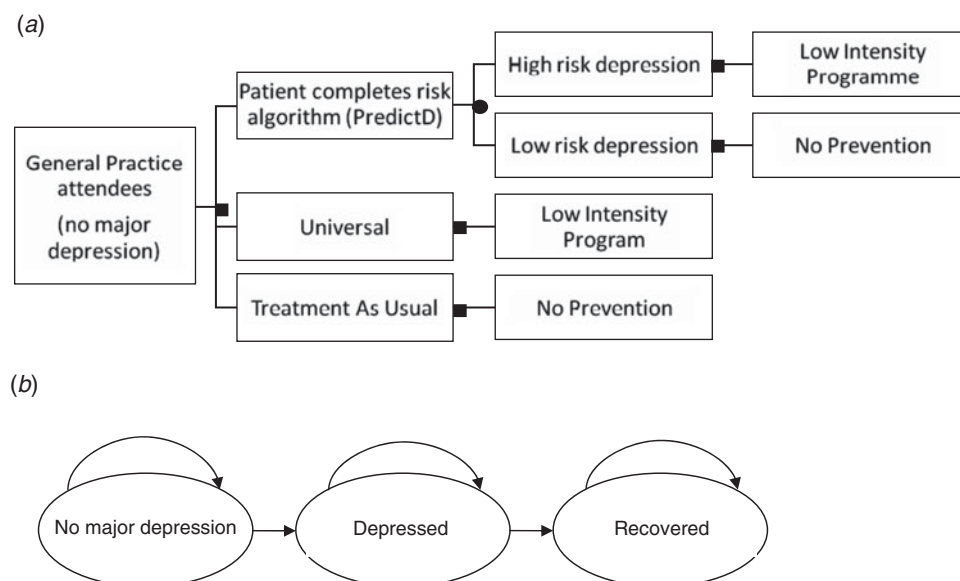 (a)
General Practice
attendees
(no major
depression)
Patient completes risk
algorithm (PredictD)
High risk depression
Low Intensity
Programme
Low risk depression
No Prevention
Universal
Low Intensity
Program
Treatment As Usual
No Prevention
(b)
No major depression
Depressed
Recovered